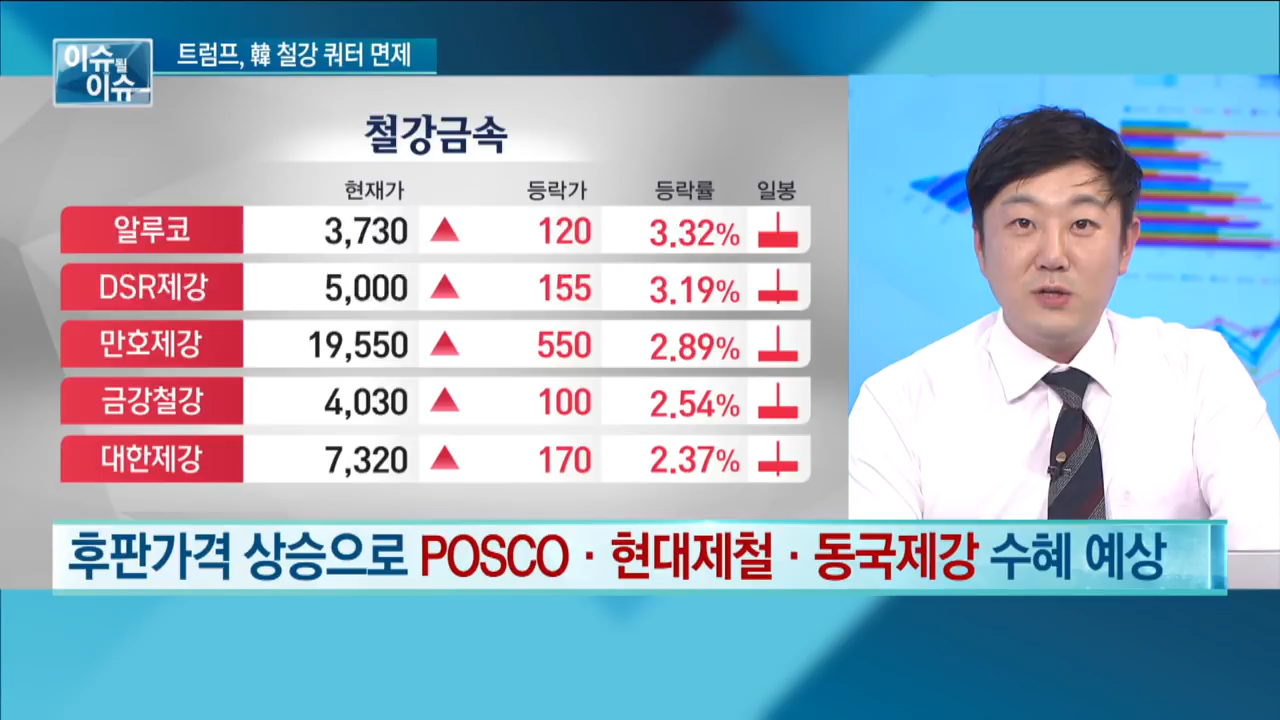 이슈될
이슈
트럼프, 韓 철강 쿼터 면제
철강금속
현재가 등락가 등락률 일봉
알루코 3,730 ▲ 120 3.32%
DSR제강 5,000 ▲ 155 3.19%
만호제강 19,550 ▲ 550 2.89%
금강철강 4,030 ▲ 100 2.54%
대한제강 7,320 ▲ 170 2.37%
후판가격 상승으로 POSCO · 현대제철 · 동국제강 수혜 예상